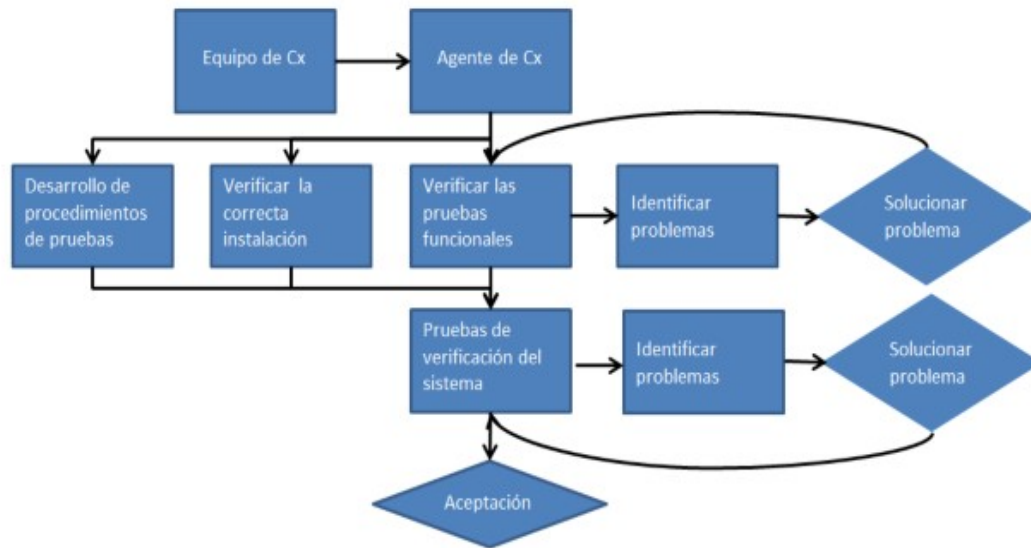 Equipo de Cx
Agente de Cx
Desarrollo de
procedimientos
de pruebas
Verificar la
correcta
instalación
Verificar las
pruebas
funcionales
Identificar
problemas
Solucionar
problema
Pruebas de
verificación del
sistema
Identificar
problemas
Solucionar
problema
Aceptación